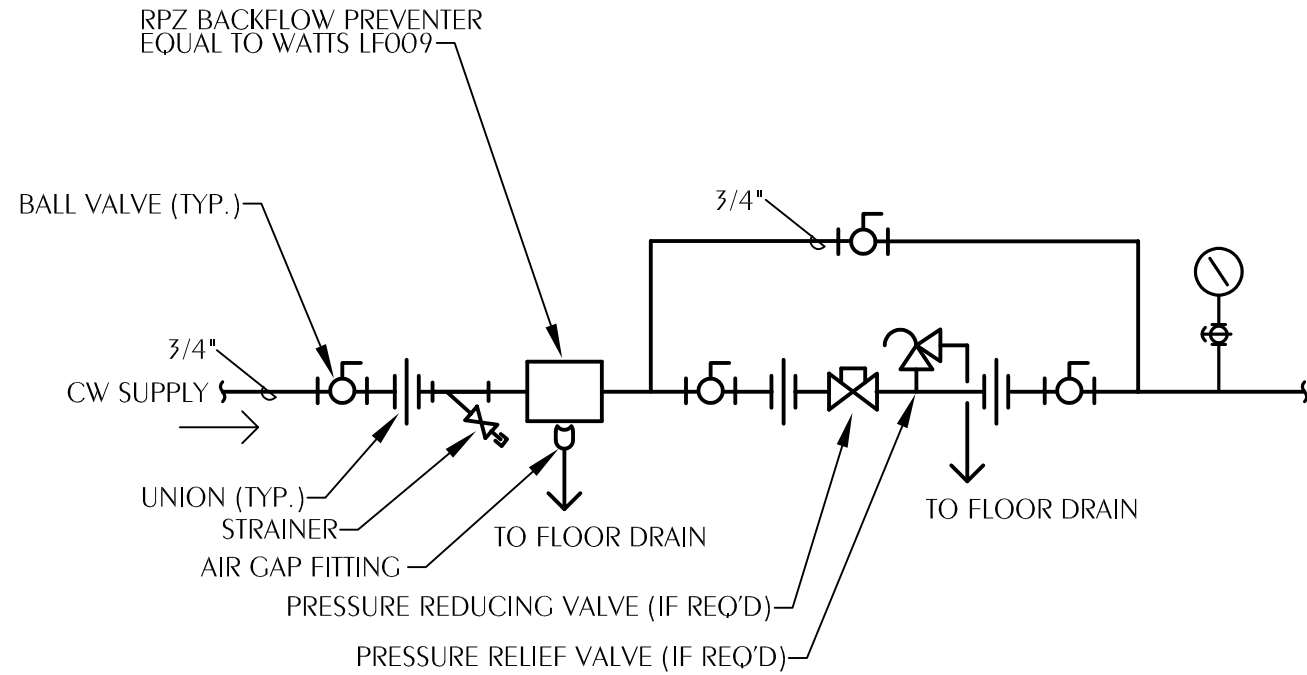 RPZ BACKFLOW PREVENTER
EQUAL TO WATTS LF009
BALL VALVE (TYP.)
3/4"
3/4"
CW SUPPLY
UNION (TYP.)
STRAINER
AIR GAP FITTING
TO FLOOR DRAIN
TO FLOOR DRAIN
PRESSURE REDUCING VALVE (IF REQ'D)
PRESSURE RELIEF VALVE (IF REQ'D)